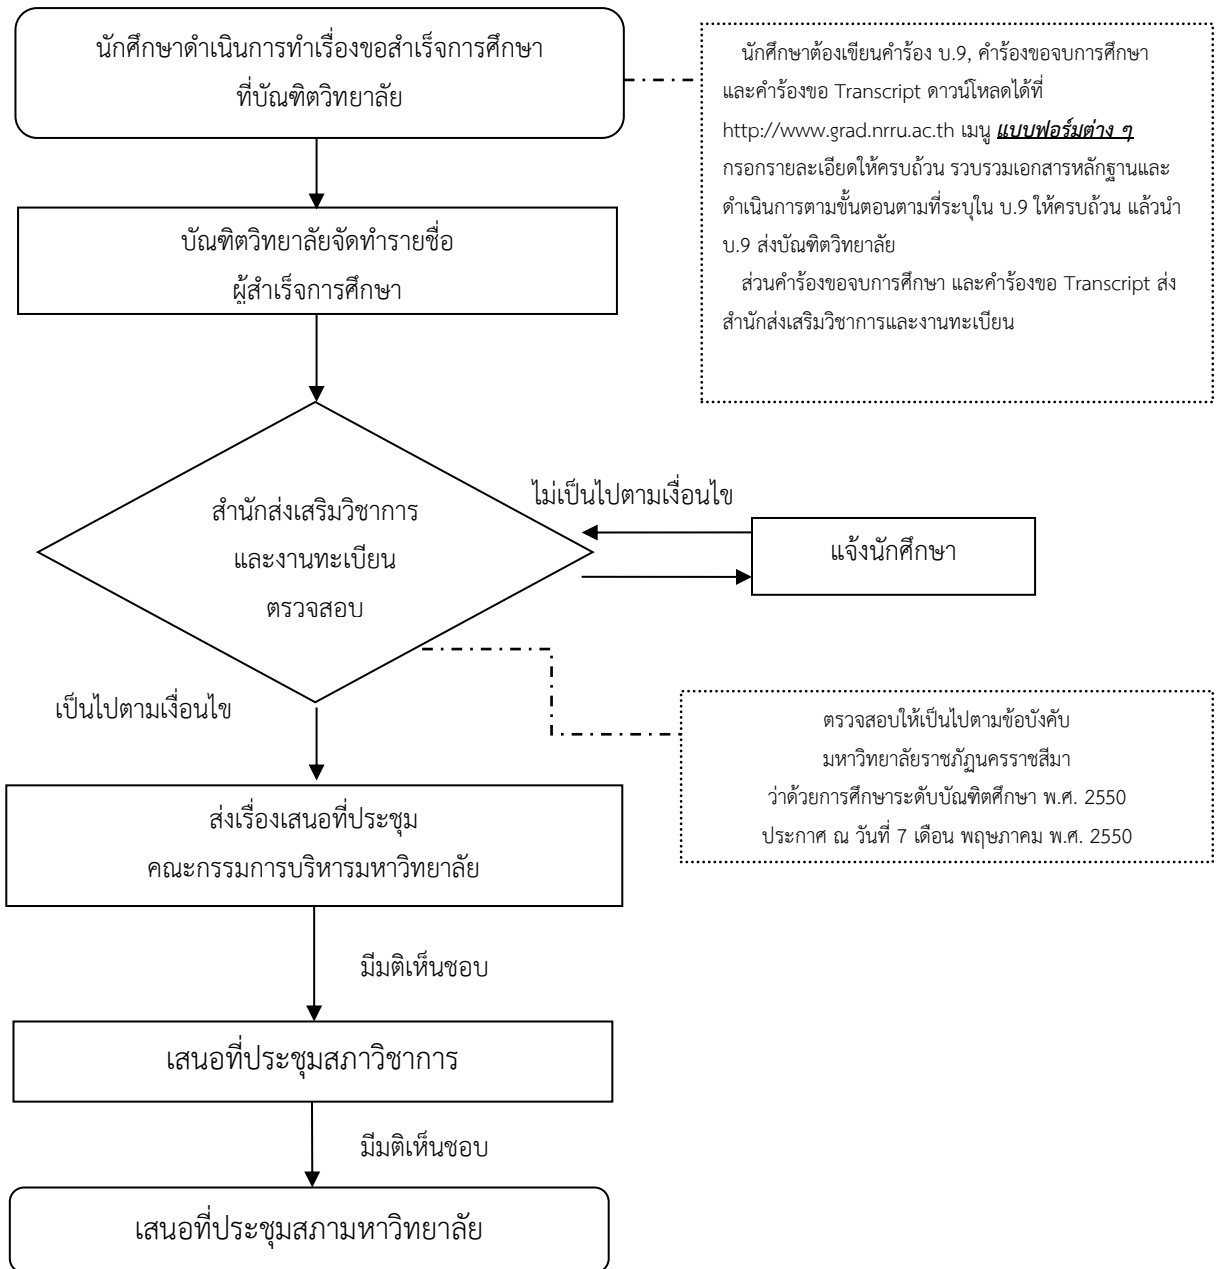 นักศึกษาดำเนินการทำเรื่องขอสำเร็จการศึกษา
ที่บัณฑิตวิทยาลัย
นักศึกษาต้องเขียนคำร้อง บ.9, คำร้องขอจบการศึกษา
และคำร้องขอ Transcript ดาวน์โหลดได้ที่
http://www.grad.nrru.ac.th เมนู แบบฟอร์มต่าง ๆ
กรอกรายละเอียดให้ครบถ้วน รวบรวมเอกสารหลักฐานและ
ดำเนินการตามขั้นตอนตามที่ระบุใน บ.9 ให้ครบถ้วน แล้วนำ
บ.9 ส่งบัณฑิตวิทยาลัย
ส่วนคำร้องขอจบการศึกษา และคำร้องขอ Transcript ส่ง
สำนักส่งเสริมวิชาการและงานทะเบียน
บัณฑิตวิทยาลัยจัดทำรายชื่อ
ผู้สำเร็จการศึกษา
สำนักส่งเสริมวิชาการ
และงานทะเบียน
ตรวจสอบ
ไม่เป็นไปตามเงื่อนไข
แจ้งนักศึกษา
เป็นไปตามเงื่อนไข
ตรวจสอบให้เป็นไปตามข้อบังคับ
มหาวิทยาลัยราชภัฏนครราชสีมา
ว่าด้วยการศึกษาระดับบัณฑิตศึกษา พ.ศ. 2550
ประกาศ ณ วันที่ 7 เดือน พฤษภาคม พ.ศ. 2550
ส่งเรื่องเสนอที่ประชุม
คณะกรรมการบริหารมหาวิทยาลัย
มีมติเห็นชอบ
เสนอที่ประชุมสภาวิชาการ
มีมติเห็นชอบ
เสนอที่ประชุมสภามหาวิทยาลัย